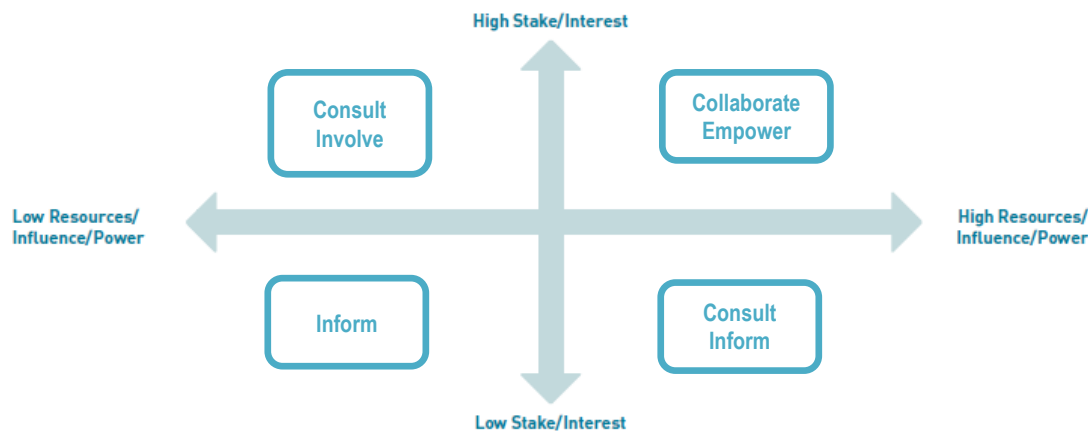 High Stake/Interest
Consult
Involve
Collaborate
Empower
Low Resources/
Influence/Power
High Resources/
Influence/Power
Inform
Consult
Inform
Low Stake/Interest